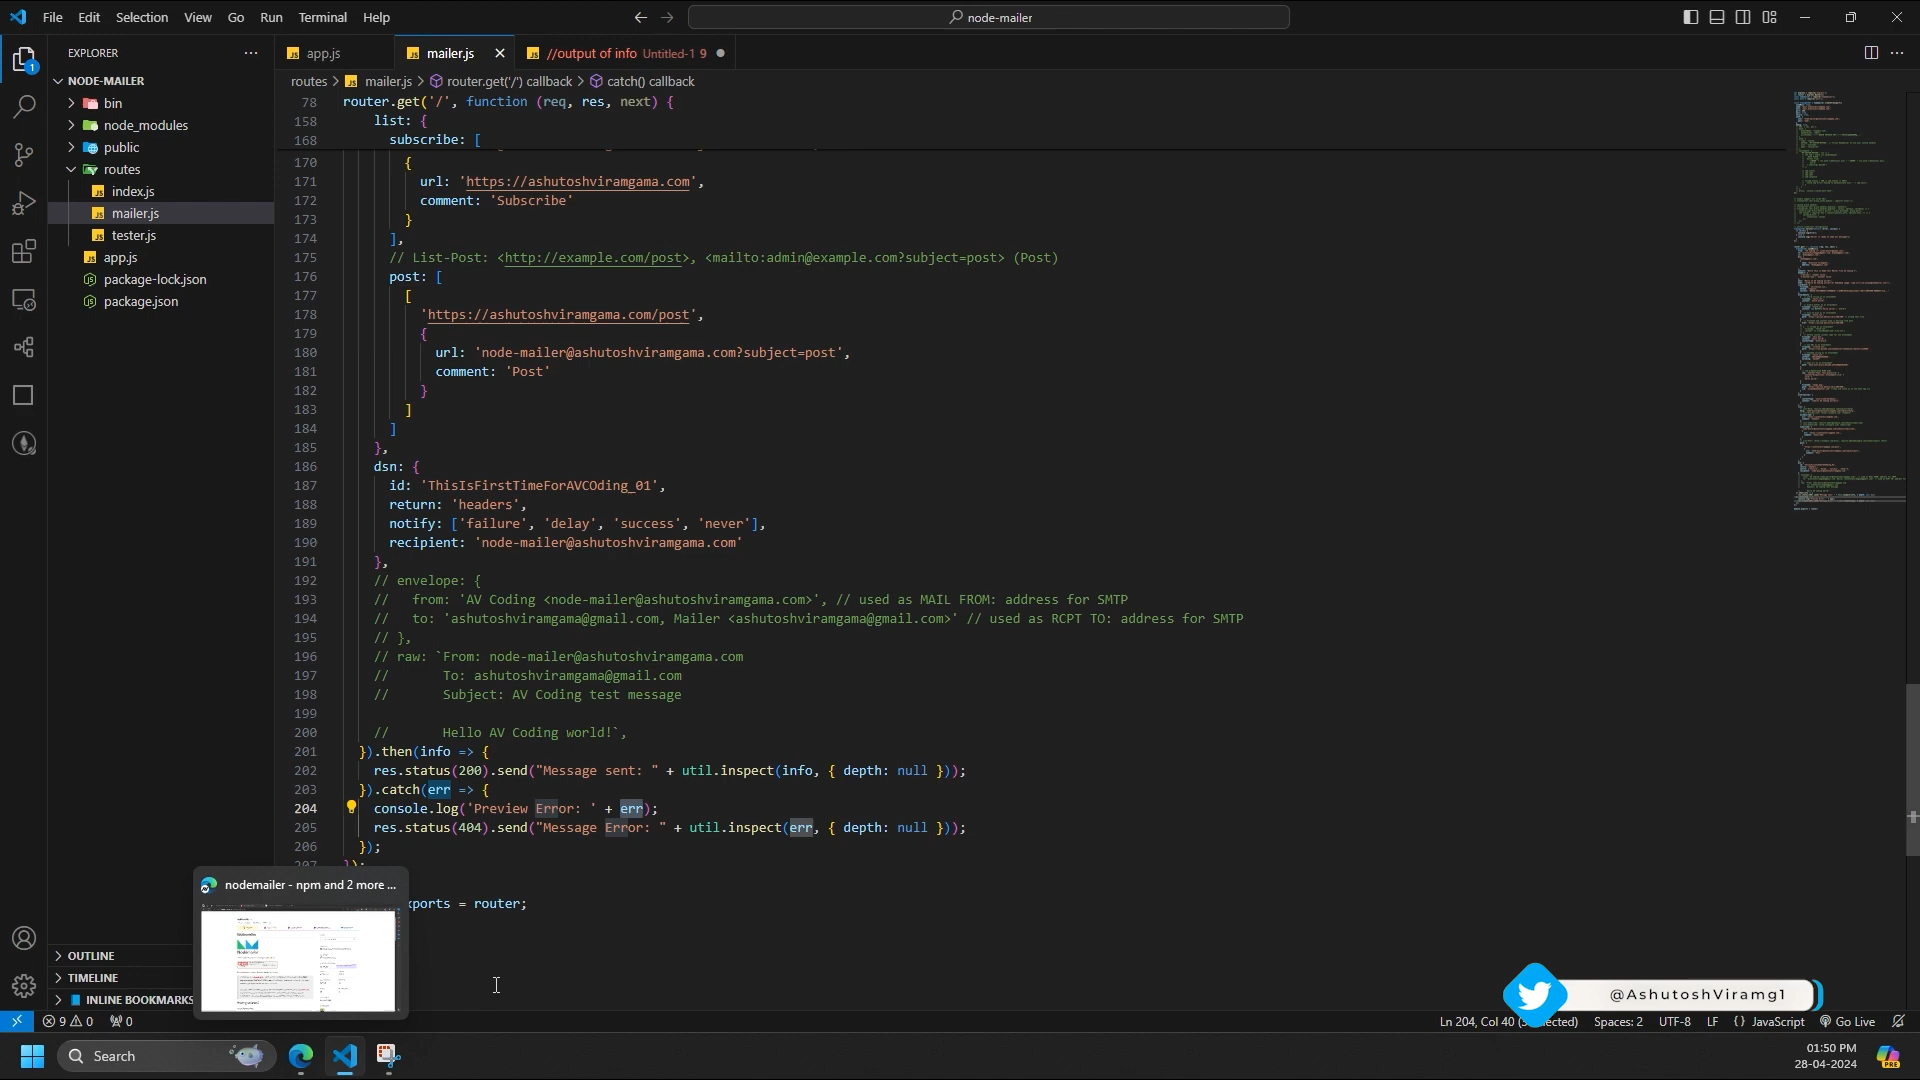 File Edit Selection View Go Run Terminal Help
node-mailer
EXPLORER
app.js
mailer.js
//output of info Untitled-1 9
NODE-MAILER
bin
node_modules
public
routes
index.js
mailer.js
tester.js
app.js
package-lock.json
package.json
routes > mailer.js > router.get('/') callback > catch() callback
78 router.get('/', function (req, res, next) {
158 list: {
168 subscribe: [
170 {
171 url: 'https://ashutoshviramgama.com',
172 comment: 'Subscribe'
173 }
174 ],
175 // List-Post: <http://example.com/post>, <mailto:admin@example.com?subject=post> (Post)
176 post: [
177 [
178 'https://ashutoshviramgama.com/post',
179 {
180 url: 'node-mailer@ashutoshviramgama.com?subject=post',
181 comment: 'Post'
182 }
183 ]
184 ]
185 },
186 dsn: {
187 id: 'ThisIsFirstTimeForAVCOding_01',
188 return: 'headers',
189 notify: ['failure', 'delay', 'success', 'never'],
190 recipient: 'node-mailer@ashutoshviramgama.com'
191 },
192 // envelope: {
193 // from: 'AV Coding <node-mailer@ashutoshviramgama.com>', // used as MAIL FROM: address for SMTP
194 // to: 'ashutoshviramgama@gmail.com, Mailer <ashutoshviramgama@gmail.com>' // used as RCPT TO: address for SMTP
195 // },
196 // raw: `From: node-mailer@ashutoshviramgama.com
197 // To: ashutoshviramgama@gmail.com
198 // Subject: AV Coding test message
199
200 // Hello AV Coding world!`,
201 }).then(info => {
202 res.status(200).send("Message sent: " + util.inspect(info, { depth: null }));
203 }).catch(err => {
204 console.log('Preview Error: ' + err);
205 res.status(404).send("Message Error: " + util.inspect(err, { depth: null }));
206 });
207 });
xports = router;
nodemailer - npm and 2 more ...
OUTLINE
TIMELINE
INLINE BOOKMARKS
@AshutoshViramg1
9 0 0
Ln 204, Col 40 (3 selected) Spaces: 2 UTF-8 LF {} JavaScript Go Live
Search
01:50 PM
28-04-2024